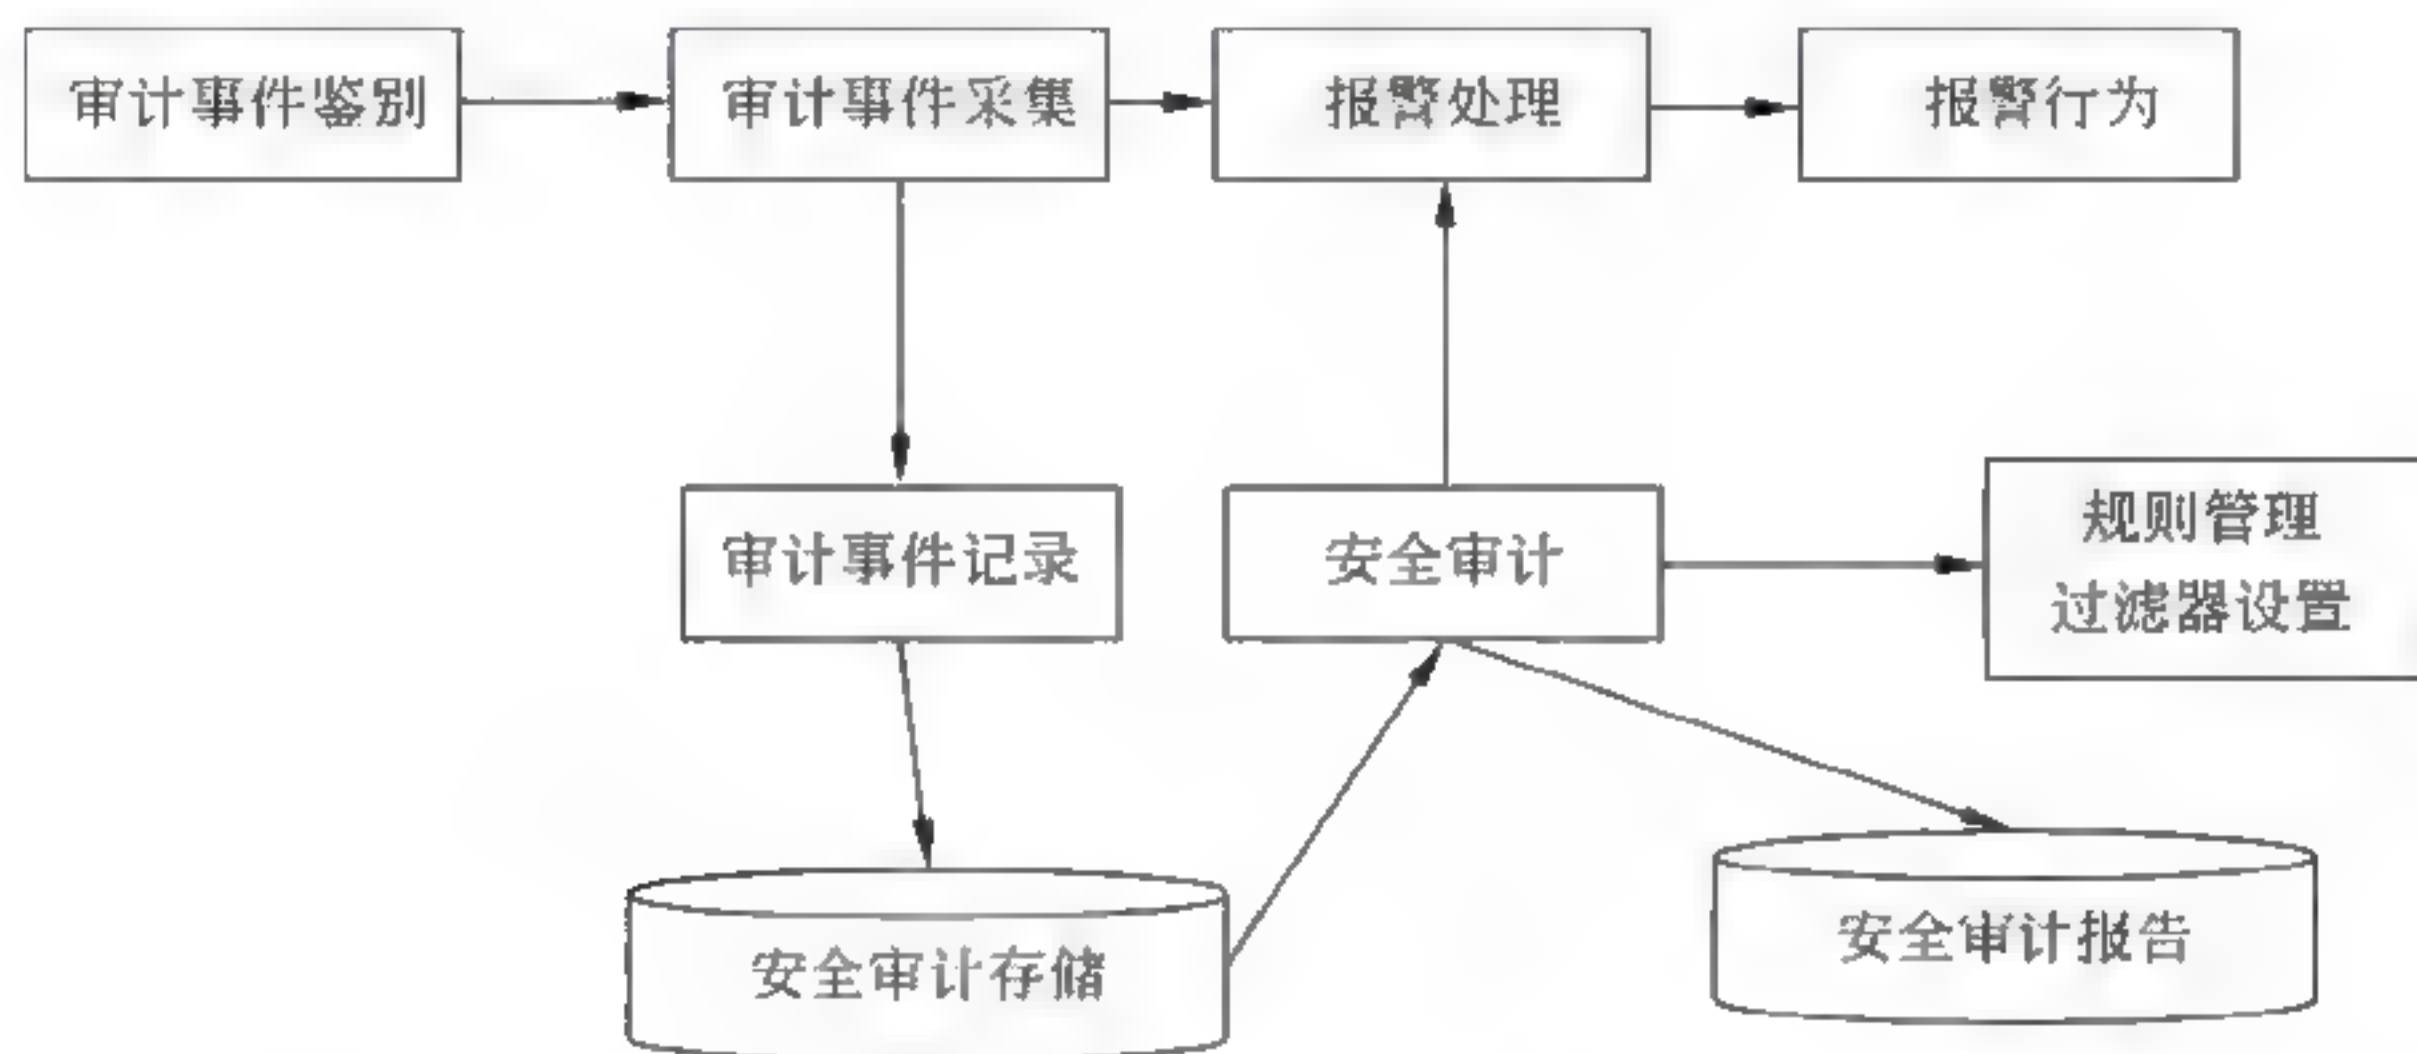 审计事件鉴别
审计事件采集
报警处理
报警行为
审计事件记录
安全审计
规则管理
过滤器设置
安全审计存储
安全审计报告